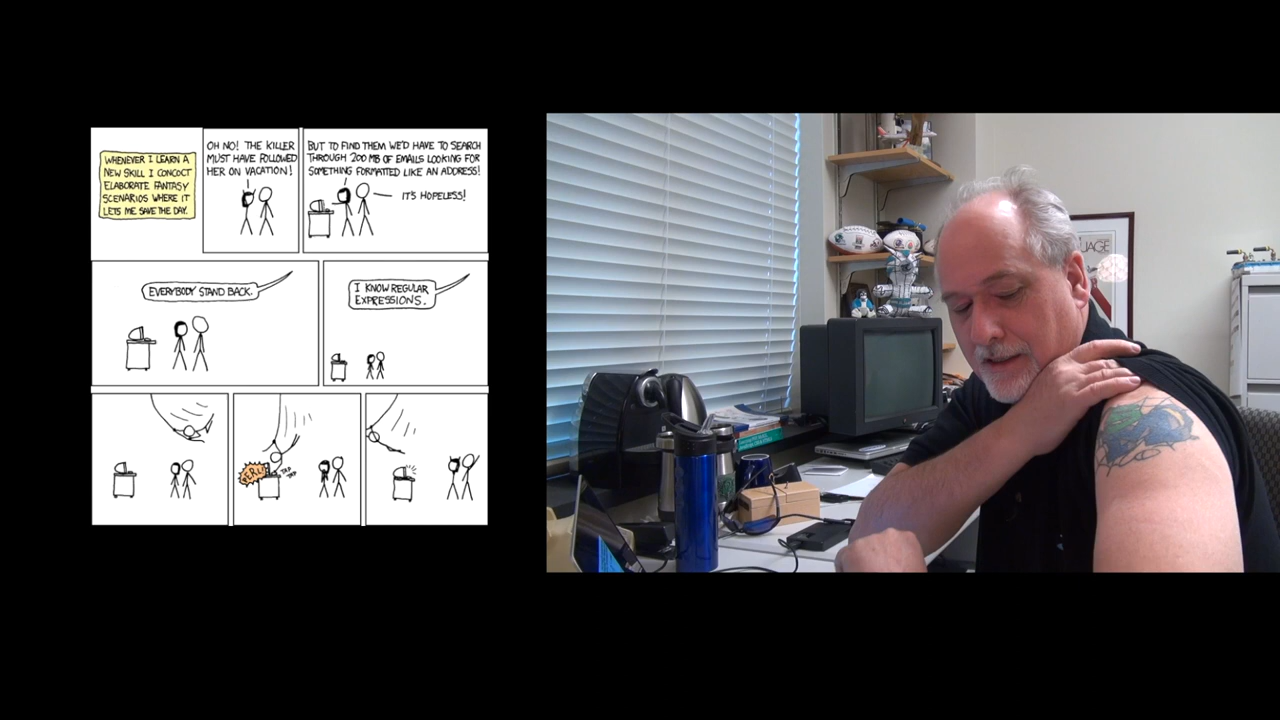 WHENEVER I LEARN A
NEW SKILL I CONCOCT
ELABORATE FANTASY
SCENARIOS WHERE IT
LETS ME SAVE THE DAY.
OH NO! THE KILLER
MUST HAVE FOLLOWED
HER ON VACATION!
BUT TO FIND THEM WE'D HAVE TO SEARCH
THROUGH 200 MB OF EMAILS LOOKING FOR
SOMETHING FORMATTED LIKE AN ADDRESS!
IT'S HOPELESS!
EVERYBODY STAND BACK.
I KNOW REGULAR
EXPRESSIONS.
PERL!
TAP
TAP